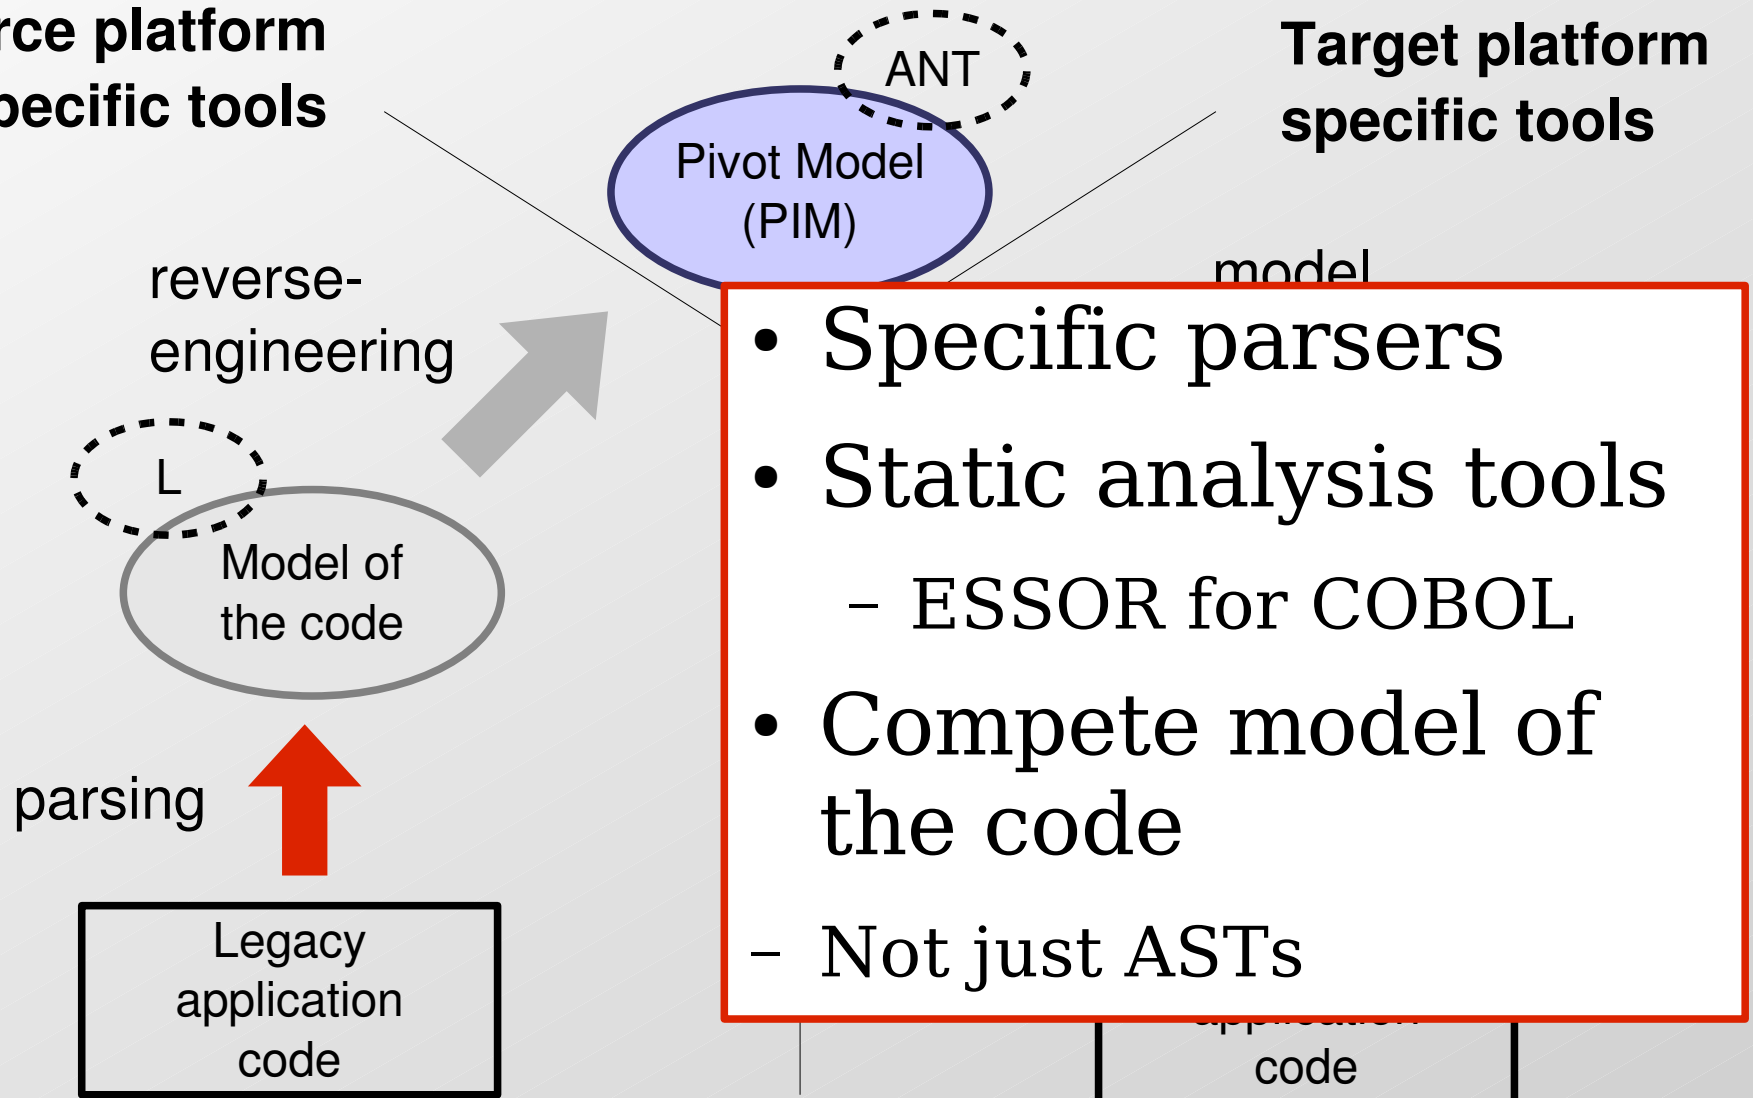 rce platform
pecific tools
ANT
Pivot Model
(PIM)
Target platform
specific tools
reverse-
engineering
model
L
Model of
the code
parsing
Legacy
application
code
• Specific parsers
• Static analysis tools
– ESSOR for COBOL
• Compete model of
the code
– Not just ASTs
application
code